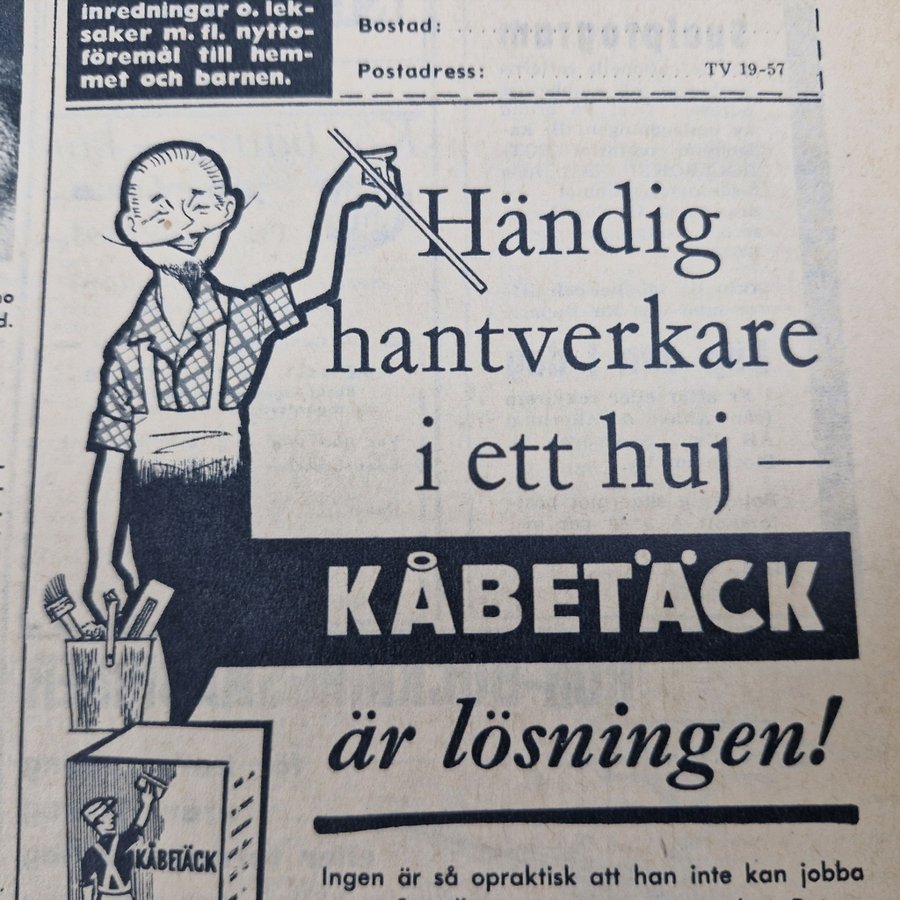 inredningar o. lek-
saker m. fl. nytto-
föremål till hem-
met och barnen.
Bostad:
Postadress:
TV 19-57
Händig
hantverkare
i ett huj —
KÅBETÄCK
är lösningen!
KÅBETÄCK
Ingen är så opraktisk att han inte kan jobba